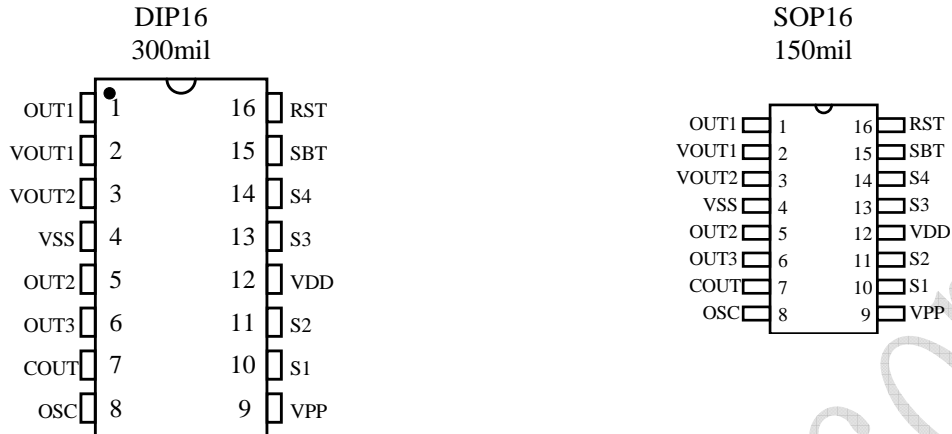 DIP16
300mil
OUT1 1 16 RST
VOUT1 2 15 SBT
VOUT2 3 14 S4
VSS 4 13 S3
OUT2 5 12 VDD
OUT3 6 11 S2
COUT 7 10 S1
OSC 8 9 VPP
SOP16
150mil
OUT1 1 16 RST
VOUT1 2 15 SBT
VOUT2 3 14 S4
VSS 4 13 S3
OUT2 5 12 VDD
OUT3 6 11 S2
COUT 7 10 S1
OSC 8 9 VPP